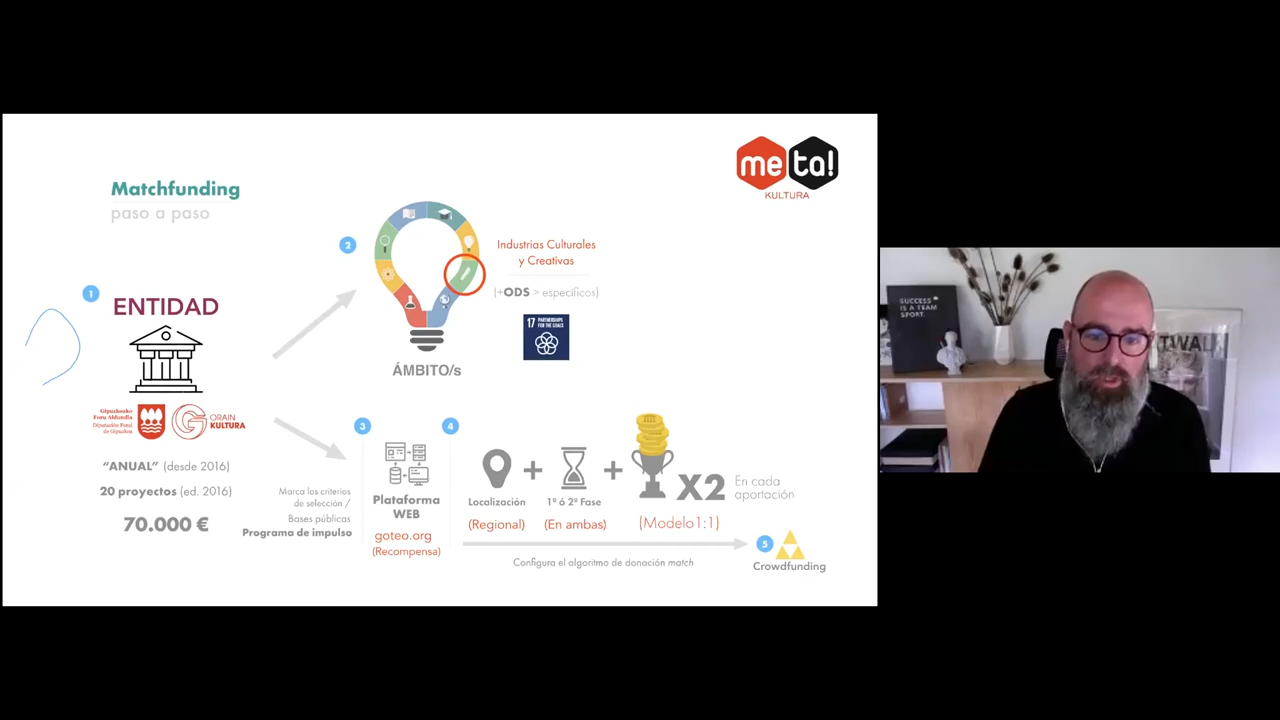 Matchfunding
paso a paso
me ta!
KULTURA
1
ENTIDAD
Gipuzkoako
Foru Aldundia
Diputación Foral
de Gipuzkoa
ORAIN
KULTURA
“ANUAL” (desde 2016)
20 proyectos (ed. 2016)
70.000 €
2
ÁMBITO/s
Industrias Culturales
y Creativas
(+ODS > específicos)
17 PARTNERSHIPS
FOR THE GOALS
3
Marca los criterios
de selección /
Bases públicas
Programa de impulso
Plataforma
WEB
goteo.org
(Recompensa)
4
Localización
(Regional)
+
1º ó 2º Fase
(En ambas)
+
X2
En cada
aportación
(Modelo1:1)
Configura el algoritmo de donación match
5
Crowdfunding
SUCCESS
IS A TEAM
SPORT.
TWALK